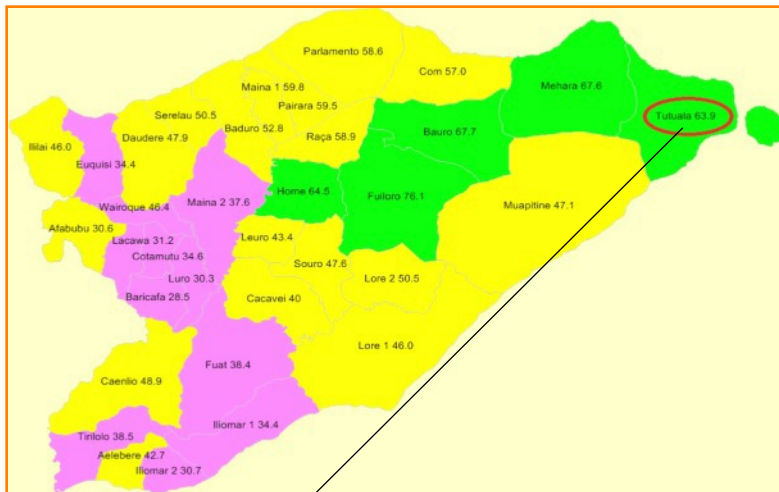 Parlamento 58.6
Com 57.0
Mehara 67.6
Maina 1 59.8
Pairara 59.5
Serelau 50.5
Tutuala 63.9
Baduro 52.8
Raça 58.9
Bauro 67.7
Daudere 47.9
Ililai 46.0
Euquisi 34.4
Home 64.5
Fuiloro 76.1
Maina 2 37.6
Muapitine 47.1
Wairoque 46.4
Afabubu 30.6
Lacawa 31.2
Leuro 43.4
Cotamutu 34.6
Souro 47.6
Luro 30.3
Lore 2 50.5
Baricafa 28.5
Cacavei 40
Lore 1 46.0
Fuat 38.4
Caenlio 48.9
Iliomar 1 34.4
Tirilolo 38.5
Aelebere 42.7
Iliomar 2 30.7